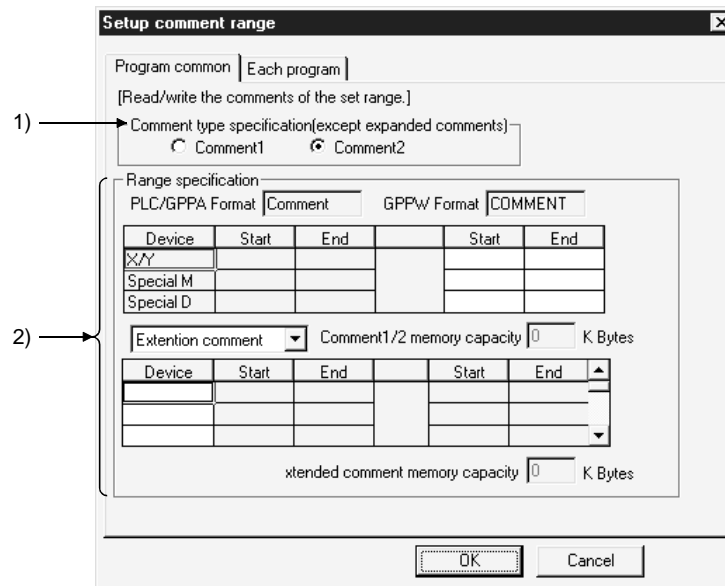 Setup comment range
Program common Each program
[Read/write the comments of the set range.]
1) Comment type specification(except expanded comments)
Comment1 Comment2
Range specification
PLC/GPPA Format Comment GPPW Format COMMENT
Device Start End Start End
X/Y
Special M
Special D
2) Extention comment Comment1/2 memory capacity 0 K Bytes
Device Start End Start End
xtended comment memory capacity 0 K Bytes
OK Cancel